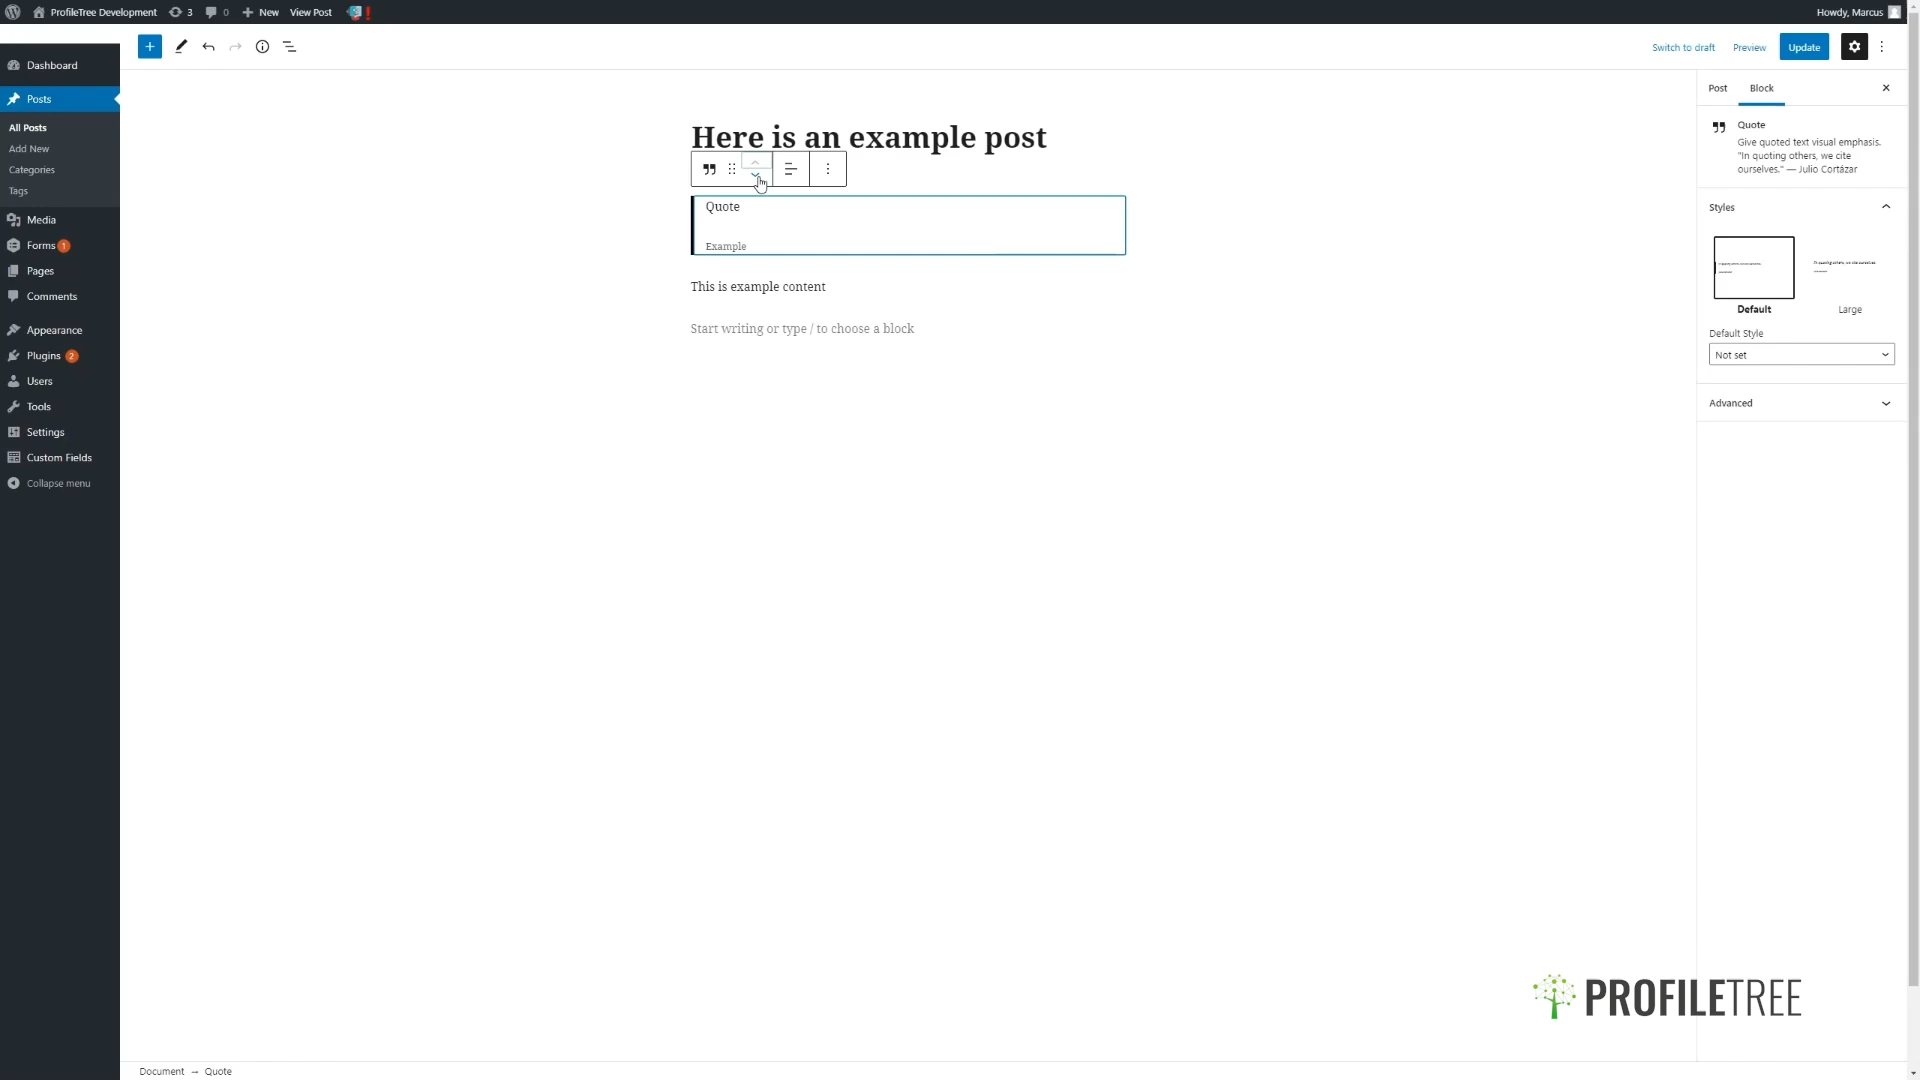 ProfileTree Development 3 0 New View Post !
Howdy, Marcus
Switch to draft Preview Update
Dashboard
Posts
All Posts
Add New
Categories
Tags
Media
Forms 1
Pages
Comments
Appearance
Plugins 2
Users
Tools
Settings
Custom Fields
Collapse menu
Here is an example post
Quote
Example
This is example content
Start writing or type / to choose a block
Post Block
Quote
Give quoted text visual emphasis.
"In quoting others, we cite
ourselves." — Julio Cortázar
Styles
Default Large
Default Style
Not set
Advanced
PROFILETREE
Document → Quote